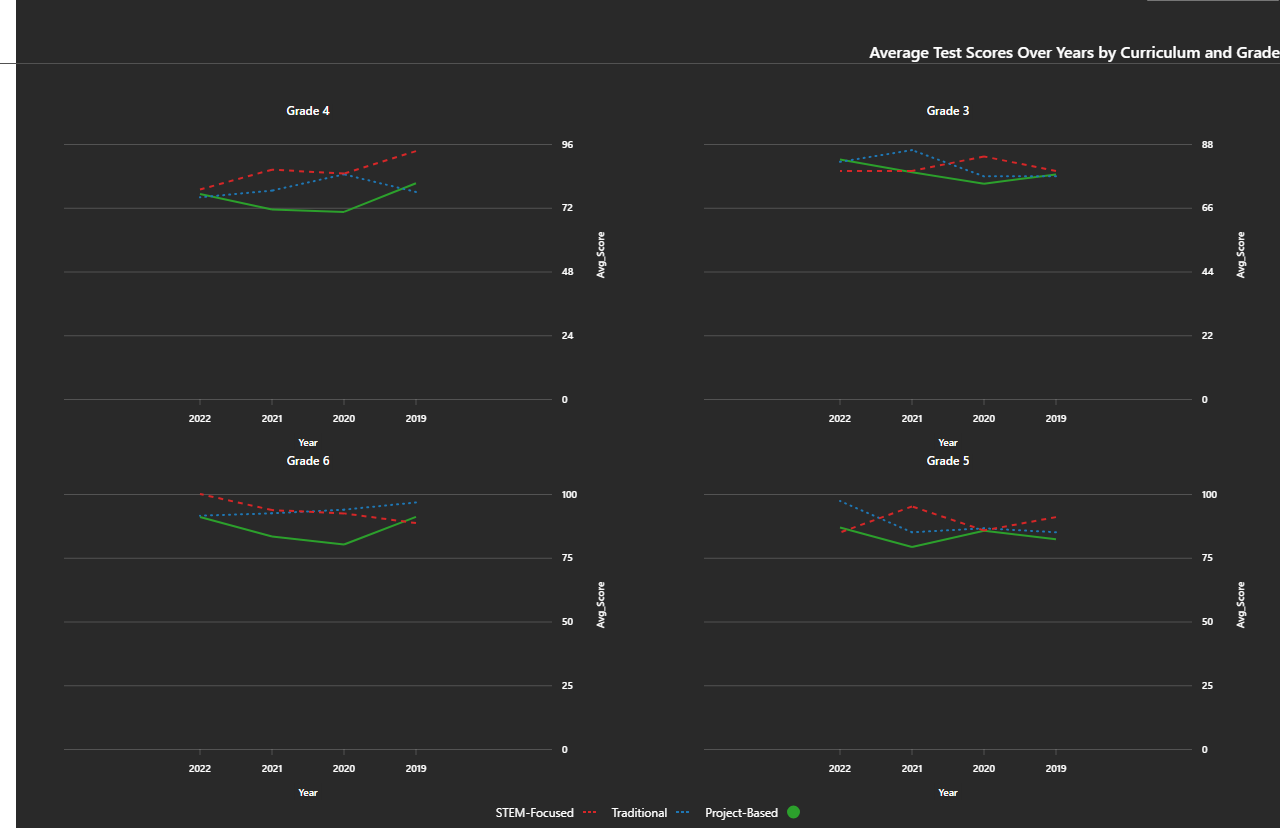 Average Test Scores Over Years by Curriculum and Grade
Grade 4
96
72
48
24
0
Avg_Score
2022 2021 2020 2019
Year
Grade 3
88
66
44
22
0
Avg_Score
2022 2021 2020 2019
Year
Grade 6
100
75
50
25
0
Avg_Score
2022 2021 2020 2019
Year
Grade 5
100
75
50
25
0
Avg_Score
2022 2021 2020 2019
Year
STEM-Focused Traditional Project-Based